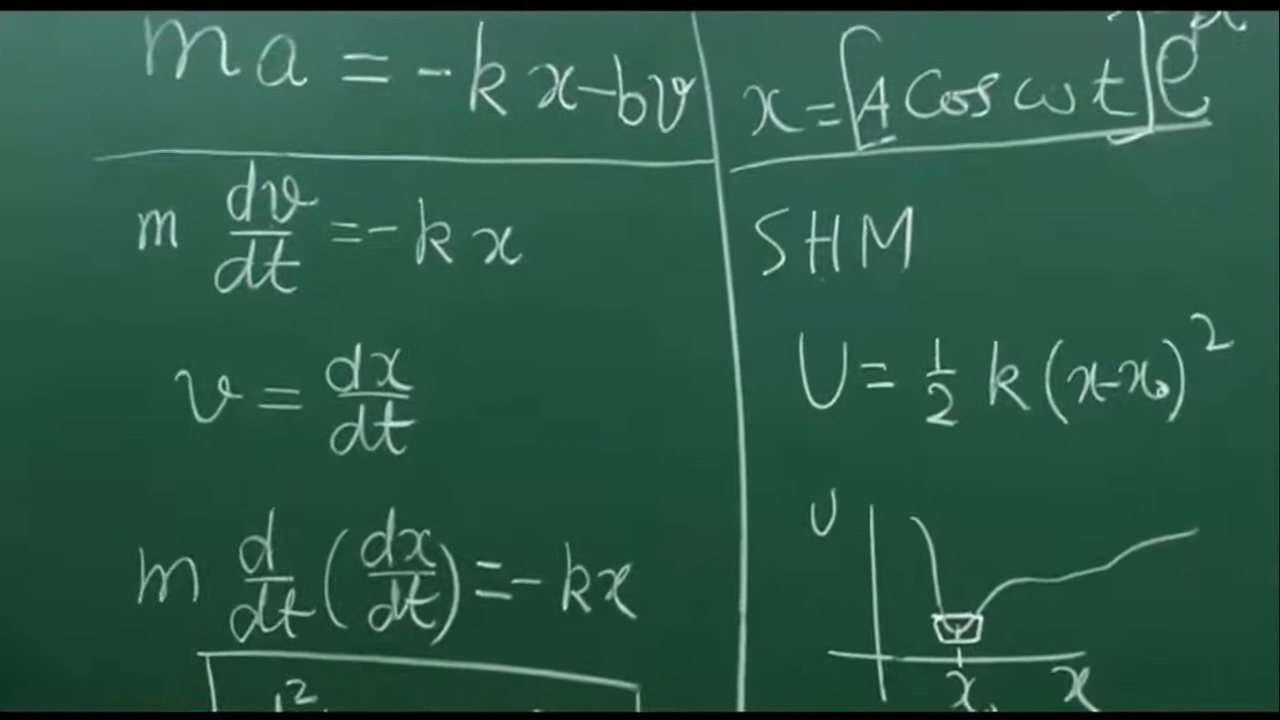 ma = -kx-bv
m dv/dt = -kx
v = dx/dt
m d/dt (dx/dt) = -kx
x = [A cos ωt] e
SHM
U = 1/2 k (x-x₀)²
U
x₀ x